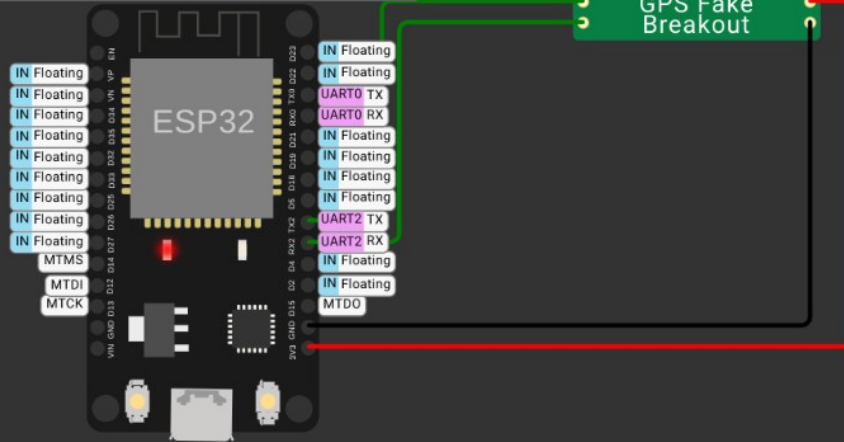 GPS Fake
Breakout
ESP32
EN
VP
VN
D34
D35
D32
D33
D25
D26
D27
D14
D12
D13
GND
VIN
IN Floating
IN Floating
IN Floating
IN Floating
IN Floating
IN Floating
IN Floating
IN Floating
IN Floating
MTMS
MTDI
MTCK
D23
D22
TX0
RX0
D21
D19
D18
D5
TX2
RX2
D4
D2
D15
GND
3V3
IN Floating
IN Floating
UART0 TX
UART0 RX
IN Floating
IN Floating
IN Floating
IN Floating
UART2 TX
UART2 RX
IN Floating
IN Floating
MTDO